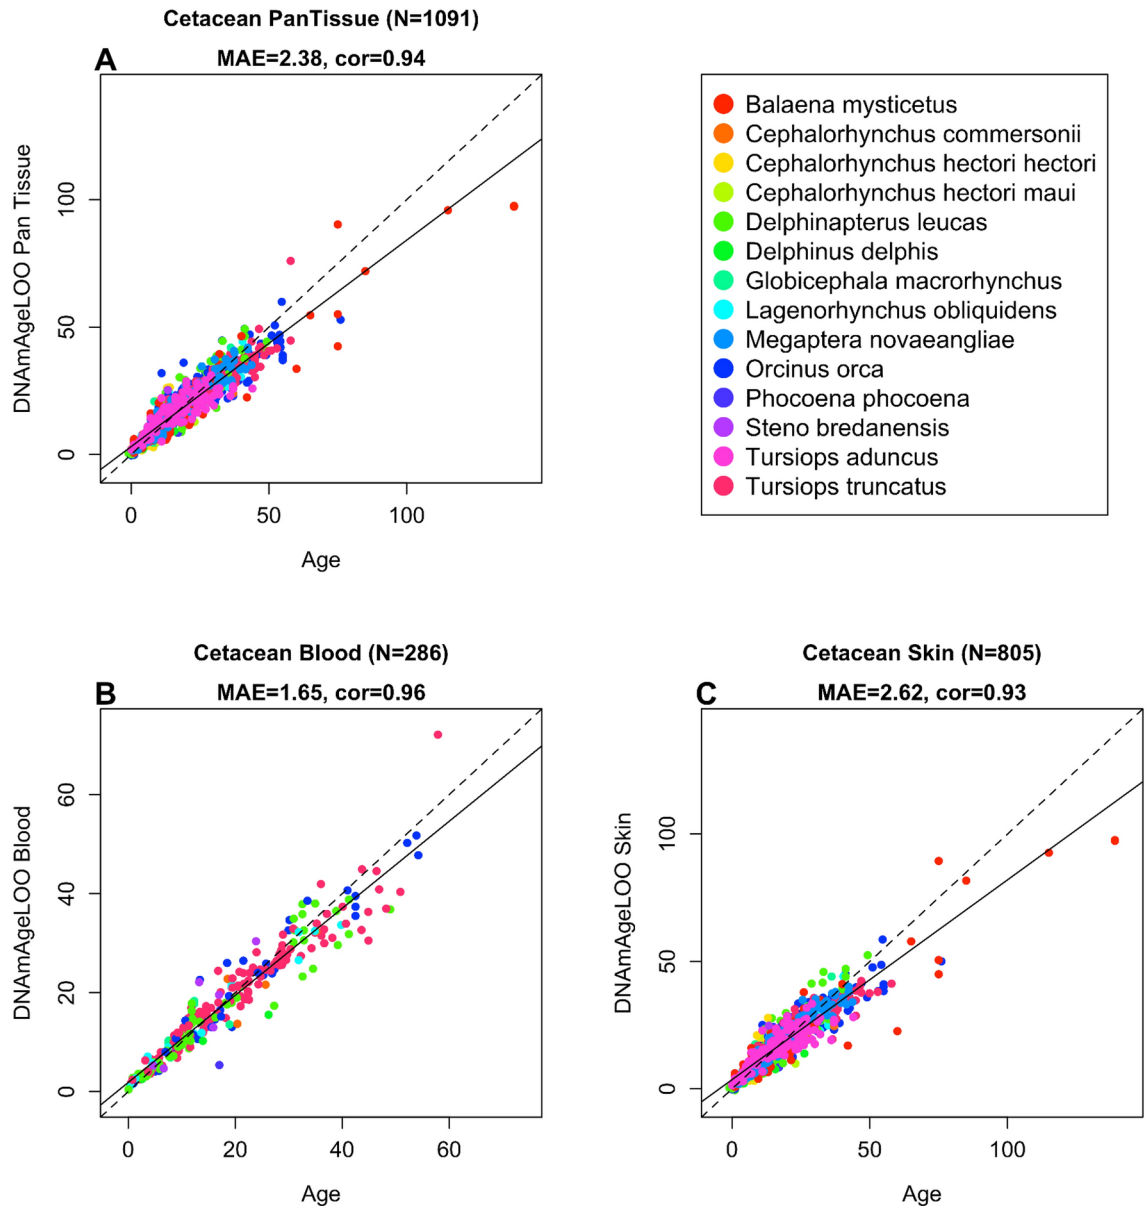 Cetacean PanTissue (N=1091)
A
MAE=2.38, cor=0.94
DNAmAgeLOO Pan Tissue
100
50
0
0 50 100
Age
Balaena mysticetus
Cephalorhynchus commersonii
Cephalorhynchus hectori hectori
Cephalorhynchus hectori maui
Delphinapterus leucas
Delphinus delphis
Globicephala macrorhynchus
Lagenorhynchus obliquidens
Megaptera novaeangliae
Orcinus orca
Phocoena phocoena
Steno bredanensis
Tursiops aduncus
Tursiops truncatus
Cetacean Blood (N=286)
B
MAE=1.65, cor=0.96
DNAmAgeLOO Blood
60
40
20
0
0 20 40 60
Age
Cetacean Skin (N=805)
C
MAE=2.62, cor=0.93
DNAmAgeLOO Skin
100
50
0
0 50 100
Age